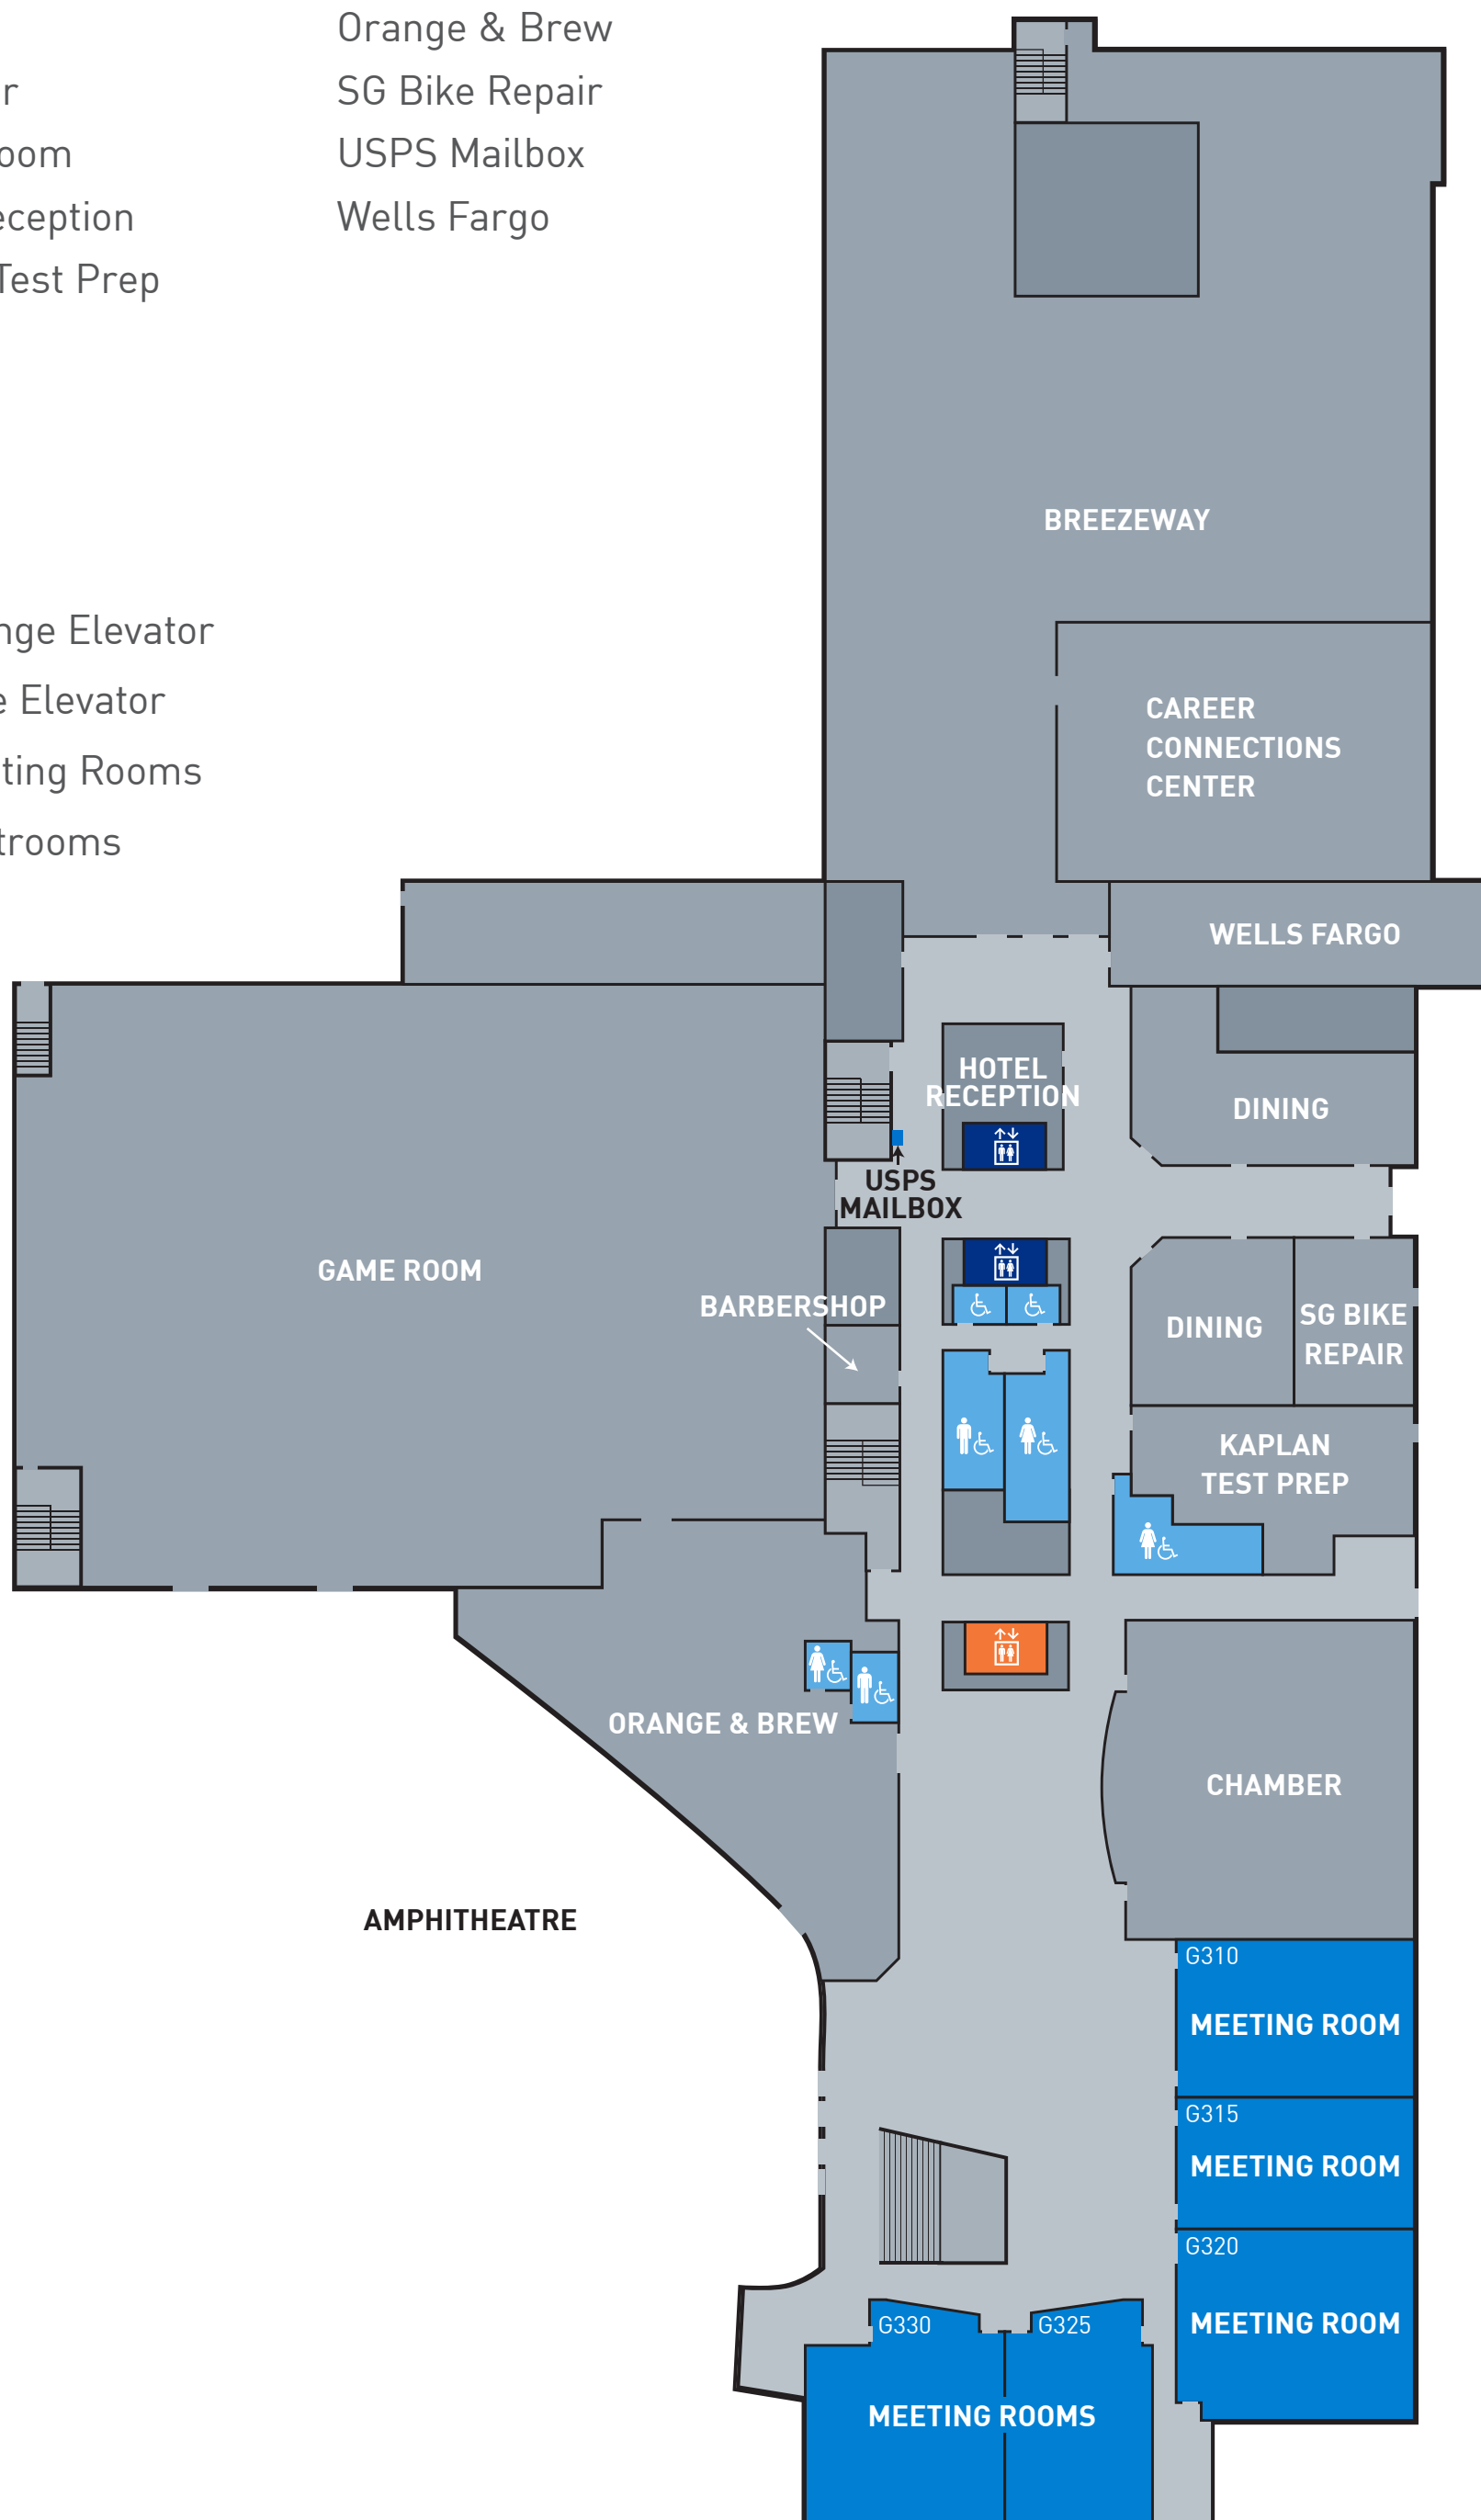 Orange & Brew
r
SG Bike Repair
oom
USPS Mailbox
eception
Wells Fargo
Test Prep
BREEZEWAY
nge Elevator
e Elevator
CAREER
CONNECTIONS
CENTER
ting Rooms
trooms
WELLS FARGO
HOTEL
RECEPTION
DINING
USPS
MAILBOX
GAME ROOM
BARBERSHOP
DINING
SG BIKE
REPAIR
KAPLAN
TEST PREP
ORANGE & BREW
CHAMBER
AMPHITHEATRE
G310
MEETING ROOM
G315
MEETING ROOM
G320
MEETING ROOM
G330
G325
MEETING ROOMS